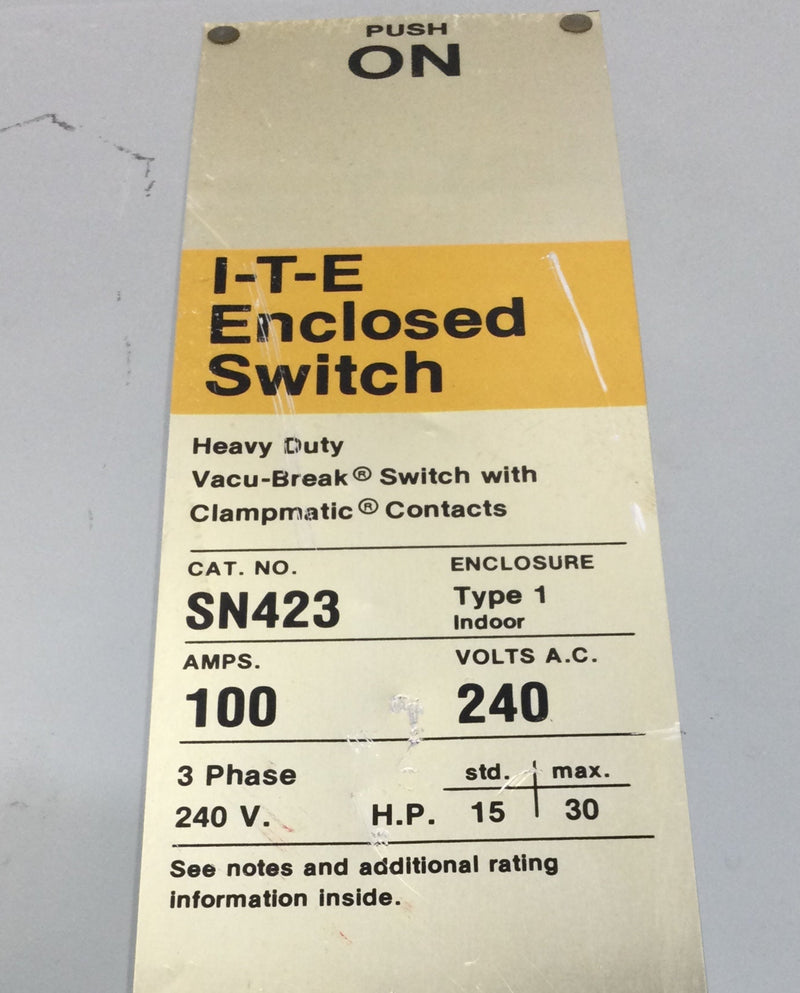 PUSH
ON
I-T-E
Enclosed
Switch
Heavy Duty
Vacu-Break® Switch with
Clampmatic® Contacts
CAT. NO. ENCLOSURE
SN423 Type 1
Indoor
AMPS. VOLTS A.C.
100 240
3 Phase std. max.
240 V. H.P. 15 30
See notes and additional rating
information inside.